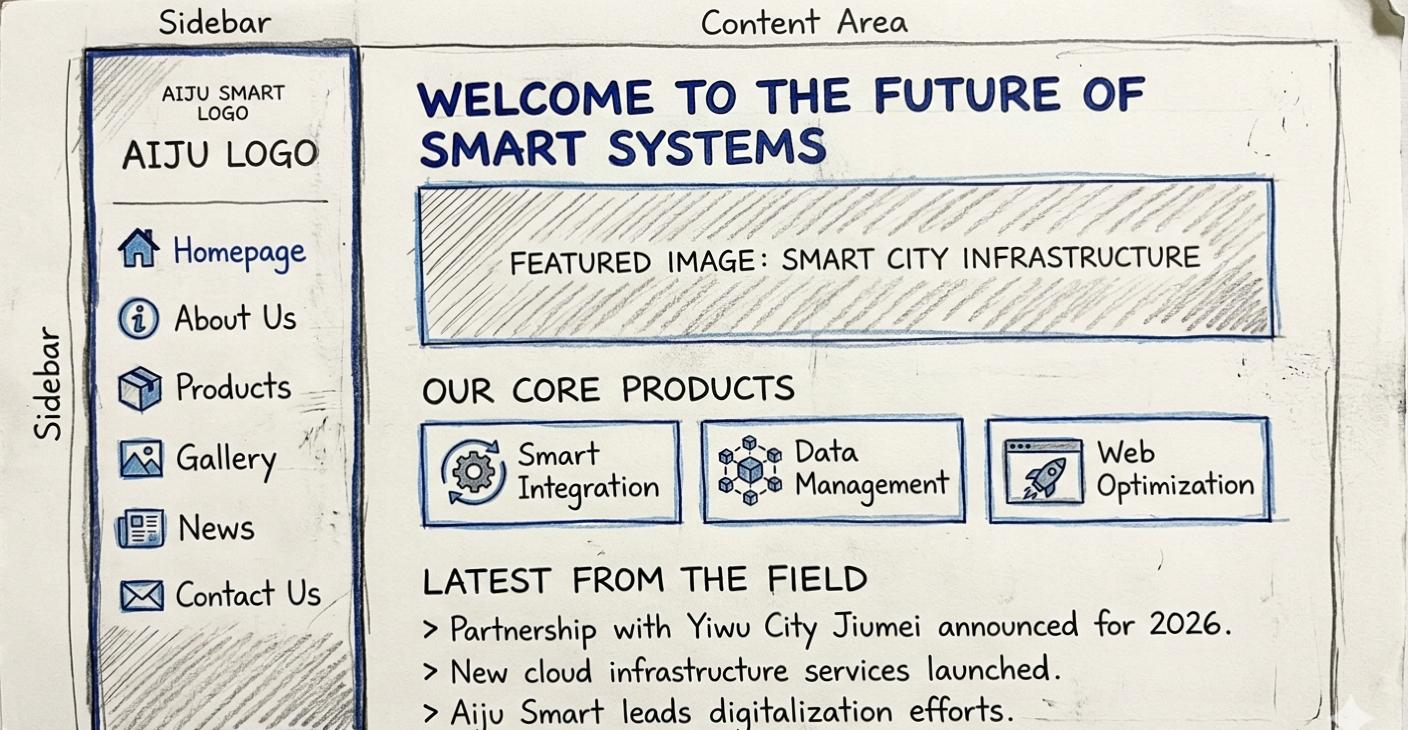 Sidebar
Content Area
Sidebar
AIJU SMART
LOGO
AIJU LOGO
Homepage
About Us
Products
Gallery
News
Contact Us
WELCOME TO THE FUTURE OF
SMART SYSTEMS
FEATURED IMAGE: SMART CITY INFRASTRUCTURE
OUR CORE PRODUCTS
Smart
Integration
Data
Management
Web
Optimization
LATEST FROM THE FIELD
> Partnership with Yiwu City Jiumei announced for 2026.
> New cloud infrastructure services launched.
> Aiju Smart leads digitalization efforts.